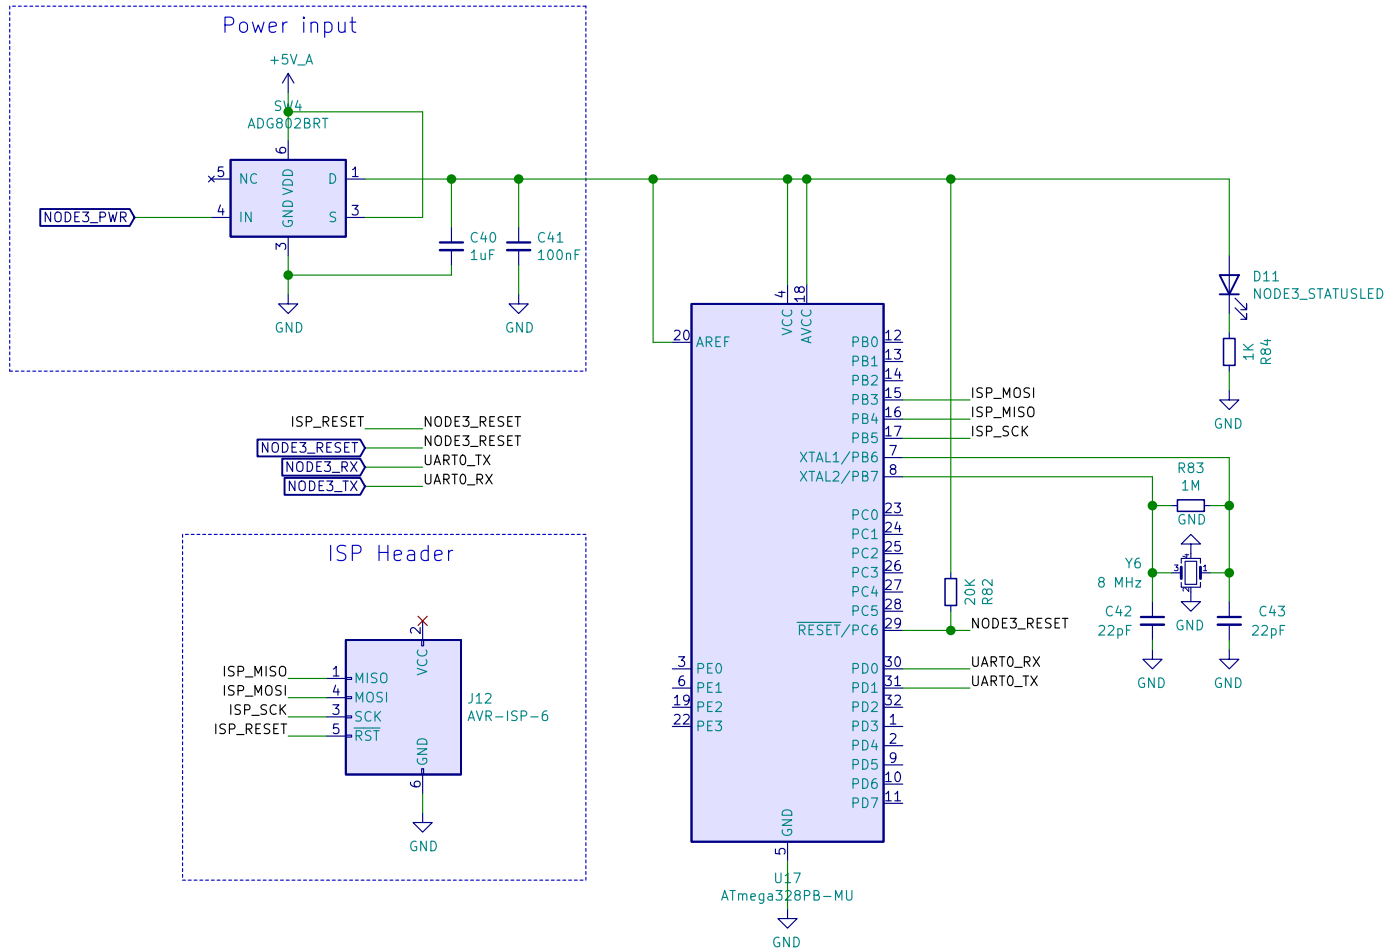 Power input
+5V_A
SW4
ADG802BRT
6
5
NC
VDD
D
1
NODE3_PWR
4
IN
GND
S
3
3
C40
1uF
C41
100nF
GND
GND
D11
NODE3_STATUSLED
1K
R84
GND
ISP_RESET
NODE3_RESET
NODE3_RESET
NODE3_RESET
NODE3_RX
UART0_TX
NODE3_TX
UART0_RX
4
18
VCC
AVCC
20
AREF
PB0
12
PB1
13
PB2
14
PB3
15
ISP_MOSI
PB4
16
ISP_MISO
PB5
17
ISP_SCK
XTAL1/PB6
7
XTAL2/PB7
8
PC0
23
PC1
24
PC2
25
PC3
26
PC4
27
PC5
28
RESET/PC6
29
NODE3_RESET
20K
R82
3
PE0
6
PE1
19
PE2
22
PE3
PD0
30
UART0_RX
PD1
31
UART0_TX
PD2
32
PD3
1
PD4
2
PD5
9
PD6
10
PD7
11
GND
5
U17
ATmega328PB-MU
GND
R83
1M
GND
4
Y6
8 MHz
3
1
2
GND
C42
22pF
C43
22pF
GND
GND
ISP Header
2
VCC
ISP_MISO
1
MISO
ISP_MOSI
4
MOSI
ISP_SCK
3
SCK
ISP_RESET
5
RST
J12
AVR-ISP-6
GND
6
GND